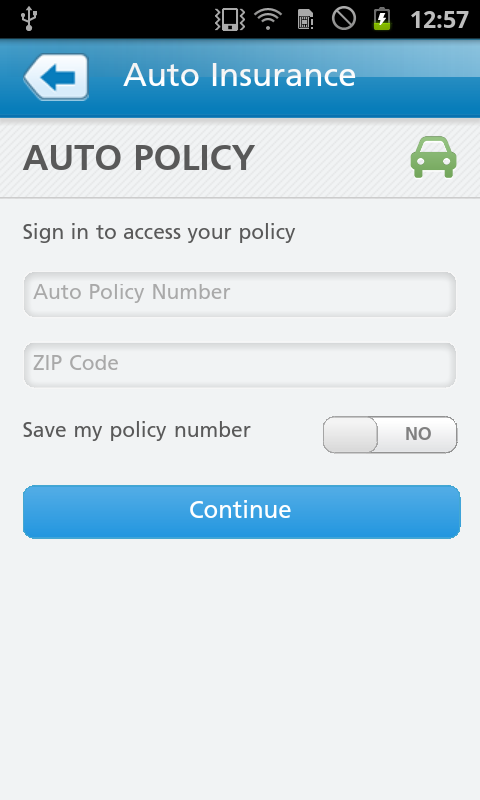 12:57
Auto Insurance
AUTO POLICY
Sign in to access your policy
Auto Policy Number
ZIP Code
Save my policy number
NO
Continue